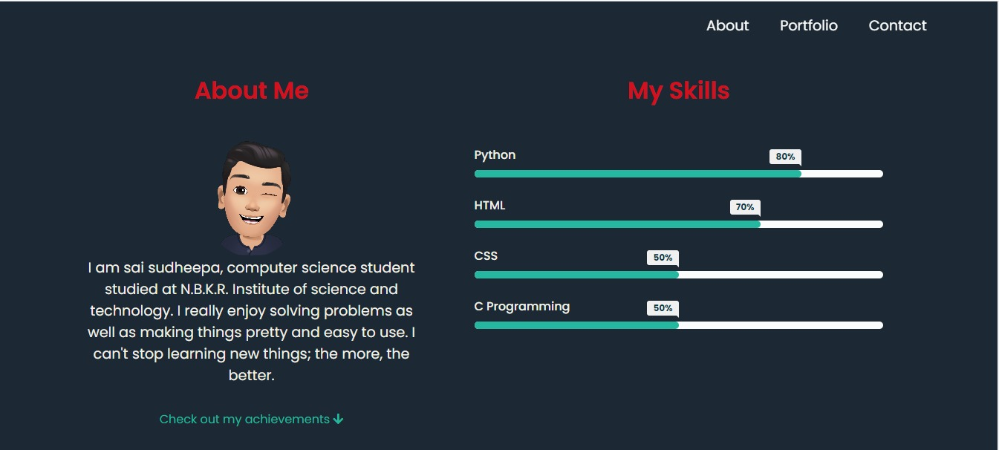 About Portfolio Contact
About Me
I am sai sudheepa, computer science student
studied at N.B.K.R. Institute of science and
technology. I really enjoy solving problems as
well as making things pretty and easy to use. I
can't stop learning new things; the more, the
better.
Check out my achievements
My Skills
Python 80%
HTML 70%
CSS 50%
C Programming 50%